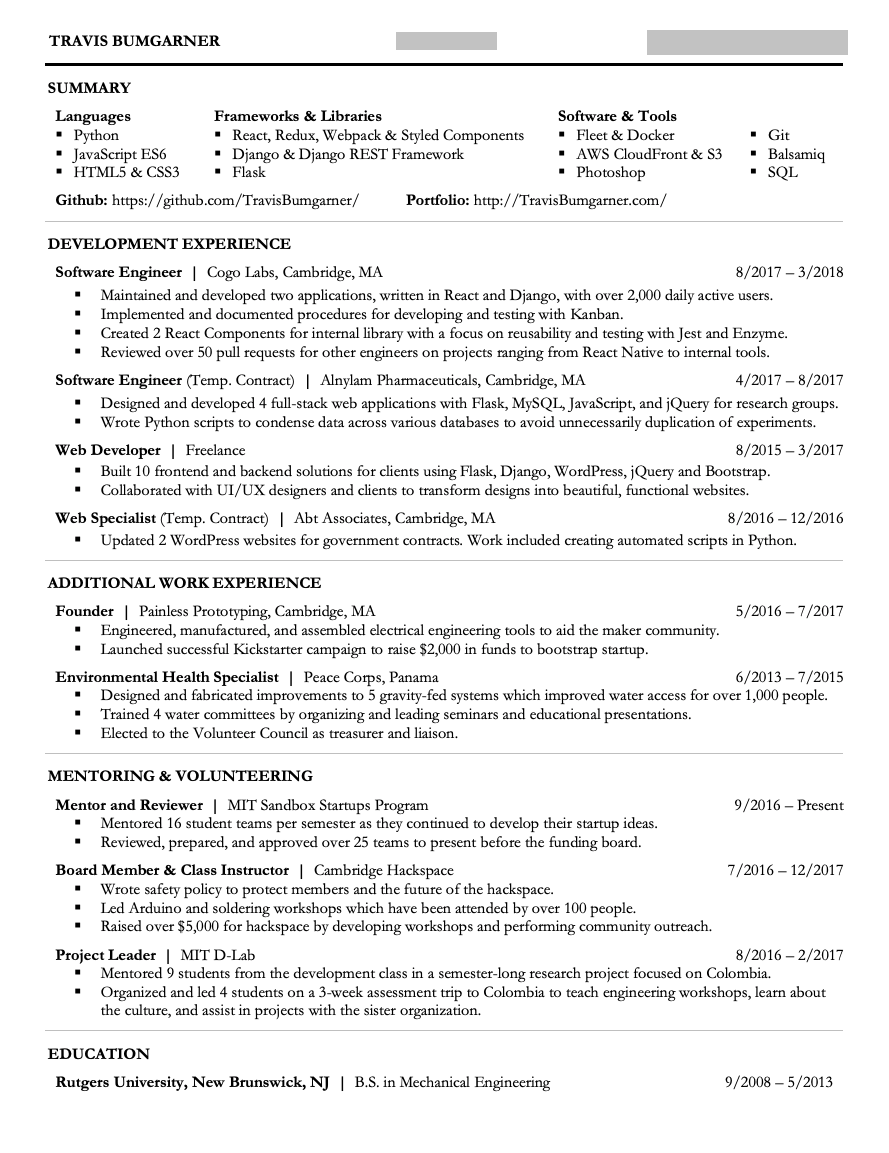 TRAVIS BUMGARNER
SUMMARY
Languages
▪ Python
▪ JavaScript ES6
▪ HTML5 & CSS3
Frameworks & Libraries
▪ React, Redux, Webpack & Styled Components
▪ Django & Django REST Framework
▪ Flask
Software & Tools
▪ Fleet & Docker
▪ AWS CloudFront & S3
▪ Photoshop
▪ Git
▪ Balsamiq
▪ SQL
Github: https://github.com/TravisBumgarner/ Portfolio: http://TravisBumgarner.com/
DEVELOPMENT EXPERIENCE
Software Engineer | Cogo Labs, Cambridge, MA 8/2017 – 3/2018
▪ Maintained and developed two applications, written in React and Django, with over 2,000 daily active users.
▪ Implemented and documented procedures for developing and testing with Kanban.
▪ Created 2 React Components for internal library with a focus on reusability and testing with Jest and Enzyme.
▪ Reviewed over 50 pull requests for other engineers on projects ranging from React Native to internal tools.
Software Engineer (Temp. Contract) | Alnylam Pharmaceuticals, Cambridge, MA 4/2017 – 8/2017
▪ Designed and developed 4 full-stack web applications with Flask, MySQL, JavaScript, and jQuery for research groups.
▪ Wrote Python scripts to condense data across various databases to avoid unnecessarily duplication of experiments.
Web Developer | Freelance 8/2015 – 3/2017
▪ Built 10 frontend and backend solutions for clients using Flask, Django, WordPress, jQuery and Bootstrap.
▪ Collaborated with UI/UX designers and clients to transform designs into beautiful, functional websites.
Web Specialist (Temp. Contract) | Abt Associates, Cambridge, MA 8/2016 – 12/2016
▪ Updated 2 WordPress websites for government contracts. Work included creating automated scripts in Python.
ADDITIONAL WORK EXPERIENCE
Founder | Painless Prototyping, Cambridge, MA 5/2016 – 7/2017
▪ Engineered, manufactured, and assembled electrical engineering tools to aid the maker community.
▪ Launched successful Kickstarter campaign to raise $2,000 in funds to bootstrap startup.
Environmental Health Specialist | Peace Corps, Panama 6/2013 – 7/2015
▪ Designed and fabricated improvements to 5 gravity-fed systems which improved water access for over 1,000 people.
▪ Trained 4 water committees by organizing and leading seminars and educational presentations.
▪ Elected to the Volunteer Council as treasurer and liaison.
MENTORING & VOLUNTEERING
Mentor and Reviewer | MIT Sandbox Startups Program 9/2016 – Present
▪ Mentored 16 student teams per semester as they continued to develop their startup ideas.
▪ Reviewed, prepared, and approved over 25 teams to present before the funding board.
Board Member & Class Instructor | Cambridge Hackspace 7/2016 – 12/2017
▪ Wrote safety policy to protect members and the future of the hackspace.
▪ Led Arduino and soldering workshops which have been attended by over 100 people.
▪ Raised over $5,000 for hackspace by developing workshops and performing community outreach.
Project Leader | MIT D-Lab 8/2016 – 2/2017
▪ Mentored 9 students from the development class in a semester-long research project focused on Colombia.
▪ Organized and led 4 students on a 3-week assessment trip to Colombia to teach engineering workshops, learn about
the culture, and assist in projects with the sister organization.
EDUCATION
Rutgers University, New Brunswick, NJ | B.S. in Mechanical Engineering 9/2008 – 5/2013